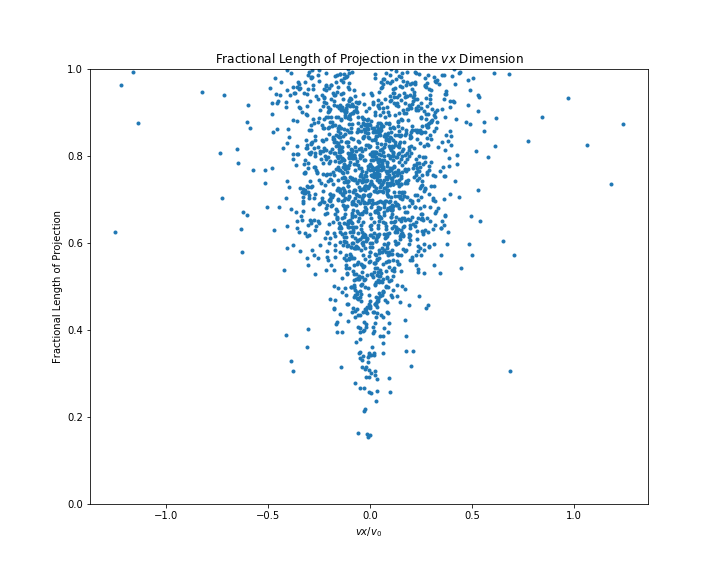 Fractional Length of Projection in the vx Dimension
Fractional Length of Projection
1.0
0.8
0.6
0.4
0.2
0.0
−1.0 −0.5 0.0 0.5 1.0
vx/v₀